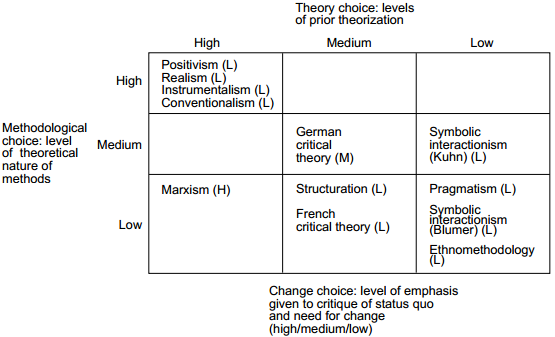 Theory choice: levels
of prior theorization
High
Medium
Low
High
Positivism (L)
Realism (L)
Instrumentalism (L)
Conventionalism (L)
Methodological
choice: level
of theoretical
nature of
methods
Medium
German
critical
theory (M)
Symbolic
interactionism
(Kuhn) (L)
Low
Marxism (H)
Structuration (L)
French
critical theory (L)
Pragmatism (L)
Symbolic
interactionism
(Blumer) (L)
Ethnomethodology
(L)
Change choice: level of emphasis
given to critique of status quo
and need for change
(high/medium/low)